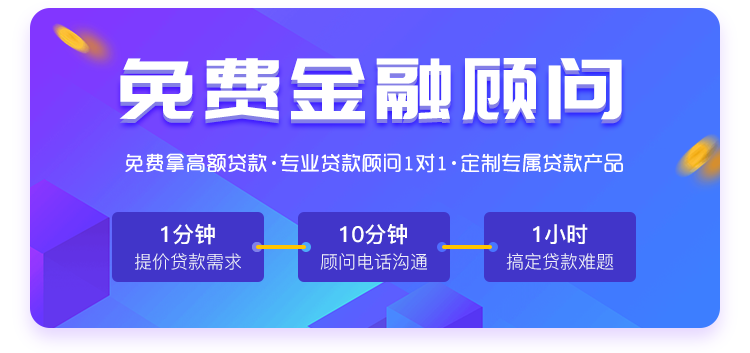 免费金融顾问
免费拿高额贷款·专业贷款顾问1对1·定制专属贷款产品
1分钟
提价贷款需求
10分钟
顾问电话沟通
1小时
搞定贷款难题